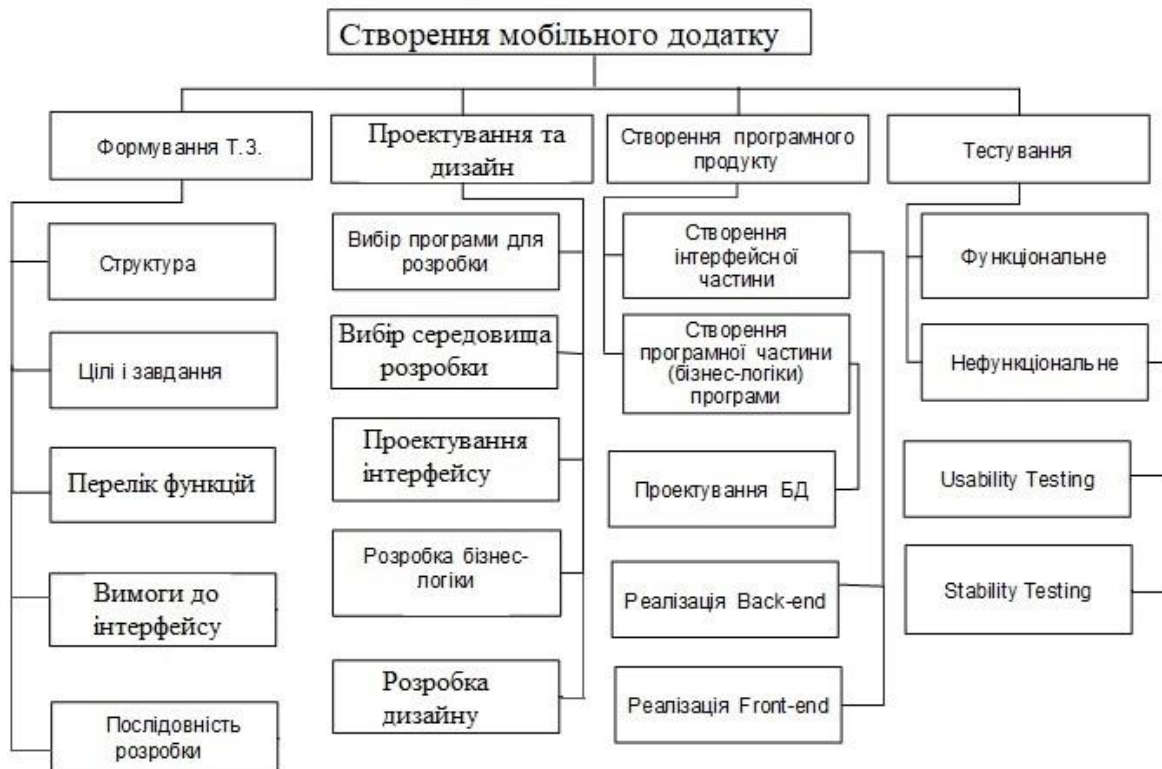 Створення мобільного додатку
Формування Т.З.
Структура
Цілі і завдання
Перелік функцій
Вимоги до
інтерфейсу
Послідовність
розробки
Проектування та
дизайн
Вибір програми для
розробки
Вибір середовища
розробки
Проектування
інтерфейсу
Розробка бізнес-
логіки
Розробка
дизайну
Створення програмного
продукту
Створення
інтерфейсної
частини
Створення
програмної частини
(бізнес-логіки)
програми
Проектування БД
Реалізація Back-end
Реалізація Front-end
Тестування
Функціональне
Нефункціональне
Usability Testing
Stability Testing